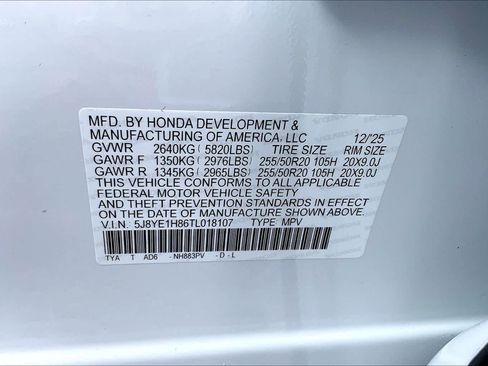 MFD. BY HONDA DEVELOPMENT &
MANUFACTURING OF AMERICA, LLC 12/25
GVWR 2640KG( 5820LBS) TIRE SIZE RIM SIZE
GAWR F 1350KG( 2976LBS) 255/50R20 105H 20X9.0J
GAWR R 1345KG( 2965LBS) 255/50R20 105H 20X9.0J
THIS VEHICLE CONFORMS TO ALL APPLICABLE
FEDERAL MOTOR VEHICLE SAFETY
AND THEFT PREVENTION STANDARDS IN EFFECT
ON THE DATE OF MANUFACTURE SHOWN ABOVE.
V.I.N.: 5J8YE1H86TL018107 TYPE: MPV
TYA T AD6 -NH883PV -D-L